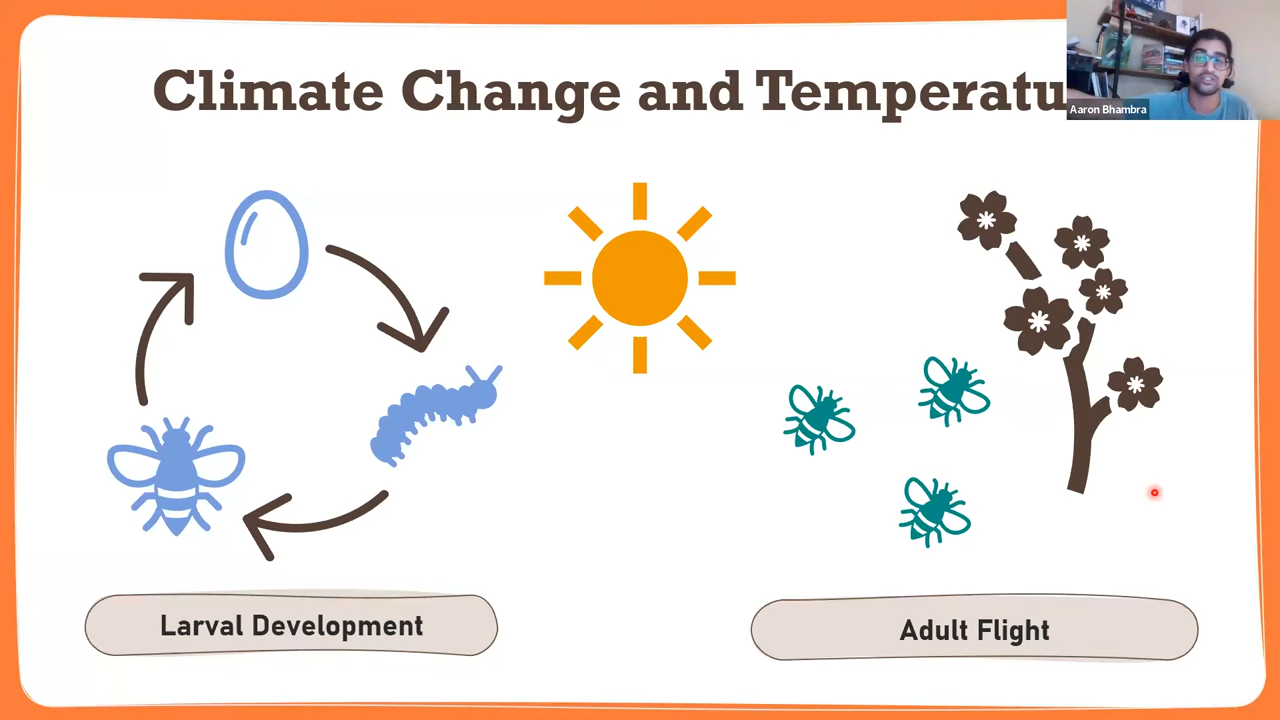 Climate Change and Temperatu
Aaron Bhambra
Larval Development
Adult Flight